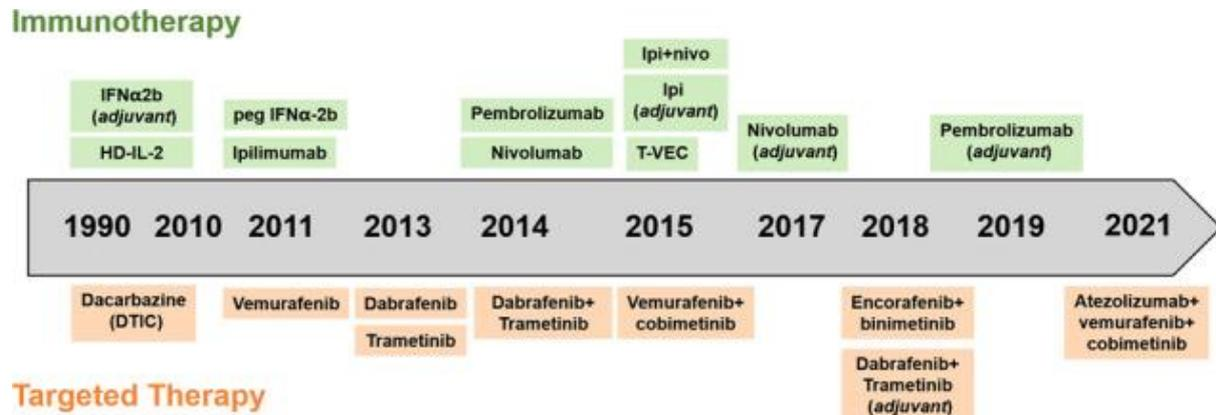 Immunotherapy
Ipi+nivo
IFNα2b
(adjuvant)
HD-IL-2
peg IFNα-2b
Ipilimumab
Pembrolizumab
Nivolumab
Ipi
(adjuvant)
T-VEC
Nivolumab
(adjuvant)
Pembrolizumab
(adjuvant)
1990 2010 2011 2013 2014 2015 2017 2018 2019 2021
Dacarbazine
(DTIC)
Vemurafenib
Dabrafenib
Trametinib
Dabrafenib+
Trametinib
Vemurafenib+
cobimetinib
Encorafenib+
binimetinib
Dabrafenib+
Trametinib
(adjuvant)
Atezolizumab+
vemurafenib+
cobimetinib
Targeted Therapy